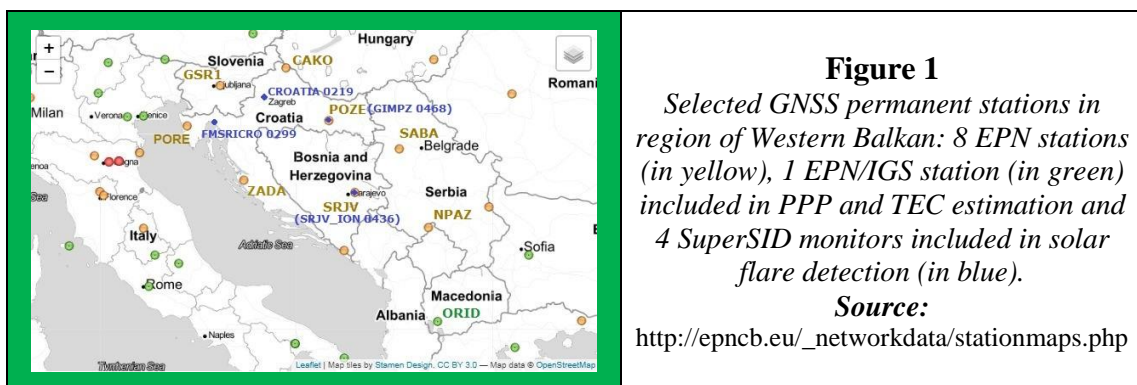 +
−
Hungary
Slovenia
CAKO
GSR1
Ljubljana
Romani
CROATIA 0219
Zagreb
Milan
Verona
Venice
Croatia
POZE
(GIMPZ 0468)
FMSRICRO 0299
PORE
SABA
Belgrade
Bosnia and
Herzegovina
Florence
ZADA
Sarajevo
Serbia
SRJV
(SRJV_ION 0436)
NPAZ
Italy
Adriatic Sea
Sofia
Rome
Macedonia
ORID
Albania
Naples
Tyrrhenian Sea
Leaflet | Map tiles by Stamen Design, CC BY 3.0 — Map data © OpenStreetMap
Figure 1
Selected GNSS permanent stations in
region of Western Balkan: 8 EPN stations
(in yellow), 1 EPN/IGS station (in green)
included in PPP and TEC estimation and
4 SuperSID monitors included in solar
flare detection (in blue).
Source:
http://epncb.eu/_networkdata/stationmaps.php